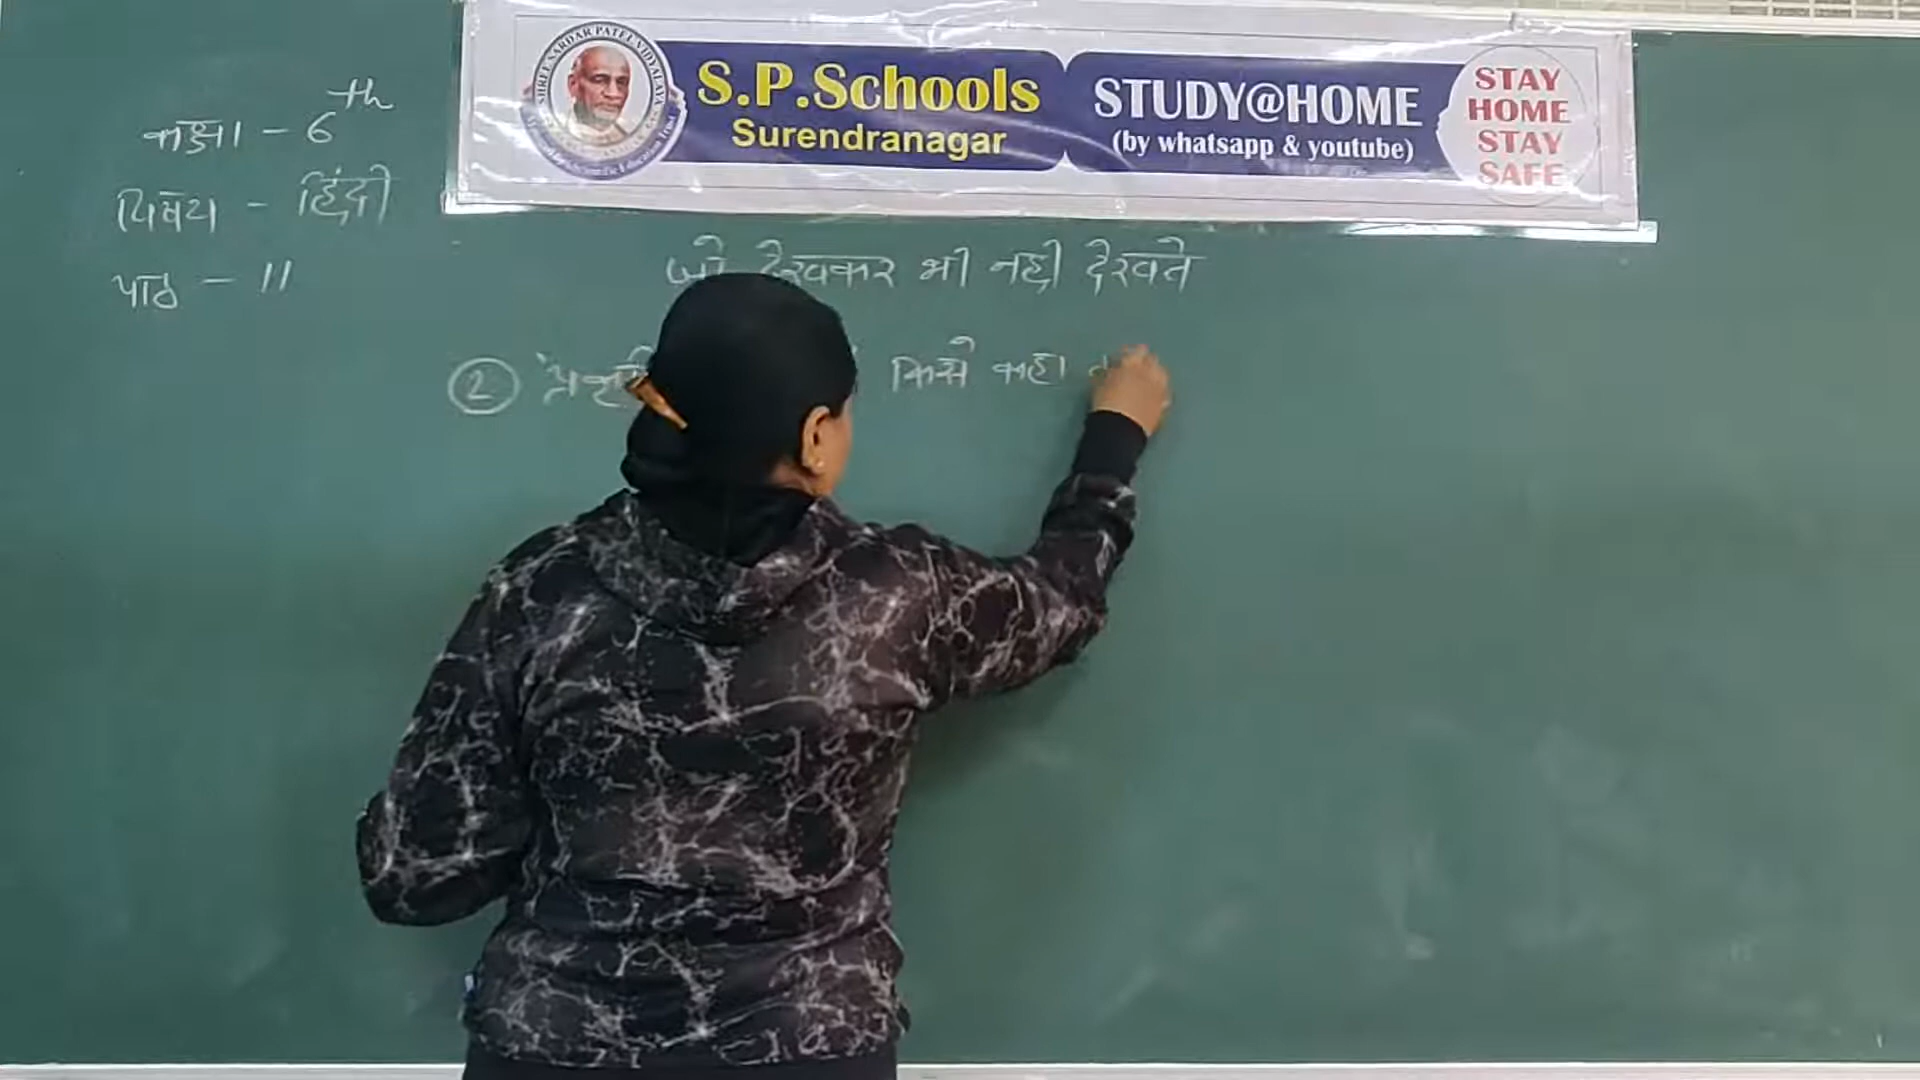 कक्षा - 6th
विषय - हिंदी
पाठ - 11
SHREE SARDAR PATEL VIDYALAYA
S.P.Schools
Surendranagar
STUDY@HOME
(by whatsapp & youtube)
STAY
HOME
STAY
SAFE
जो देखकर भी नही देखते
2 किसे कहा